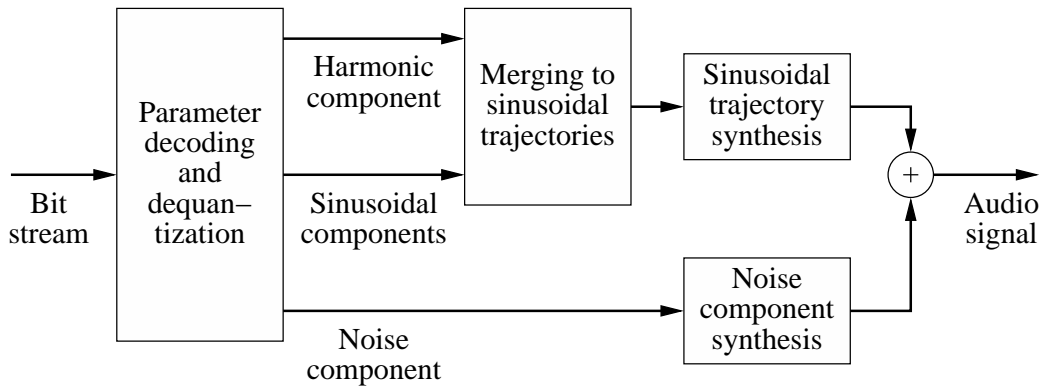 Bit
stream
Parameter
decoding
and
dequan–
tization
Harmonic
component
Sinusoidal
components
Noise
component
Merging to
sinusoidal
trajectories
Sinusoidal
trajectory
synthesis
Noise
component
synthesis
+
Audio
signal